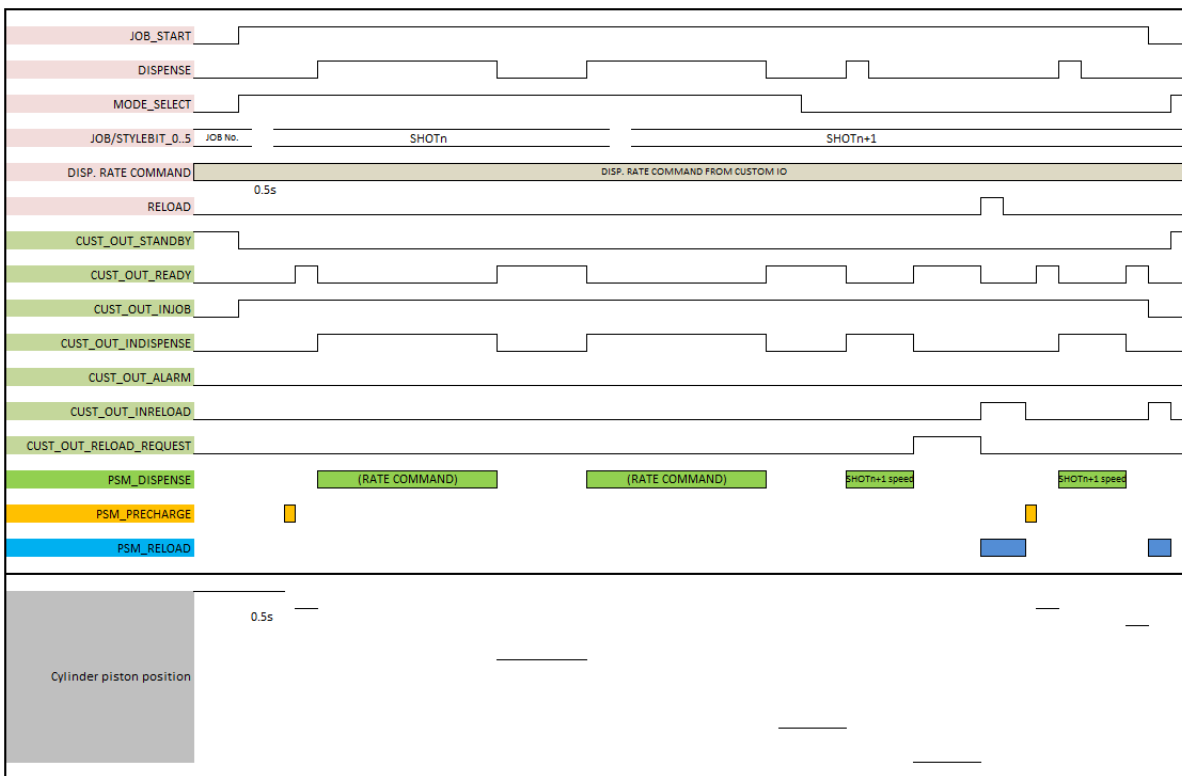 JOB_START
DISPENSE
MODE_SELECT
JOB/STYLEBIT_0..5 JOB No. SHOTn SHOTn+1
DISP. RATE COMMAND DISP. RATE COMMAND FROM CUSTOM IO
0.5s
RELOAD
CUST_OUT_STANDBY
CUST_OUT_READY
CUST_OUT_INJOB
CUST_OUT_INDISPENSE
CUST_OUT_ALARM
CUST_OUT_INRELOAD
CUST_OUT_RELOAD_REQUEST
PSM_DISPENSE (RATE COMMAND) (RATE COMMAND) SHOTn+1 speed SHOTn+1 speed
PSM_PRECHARGE
PSM_RELOAD
0.5s
Cylinder piston position